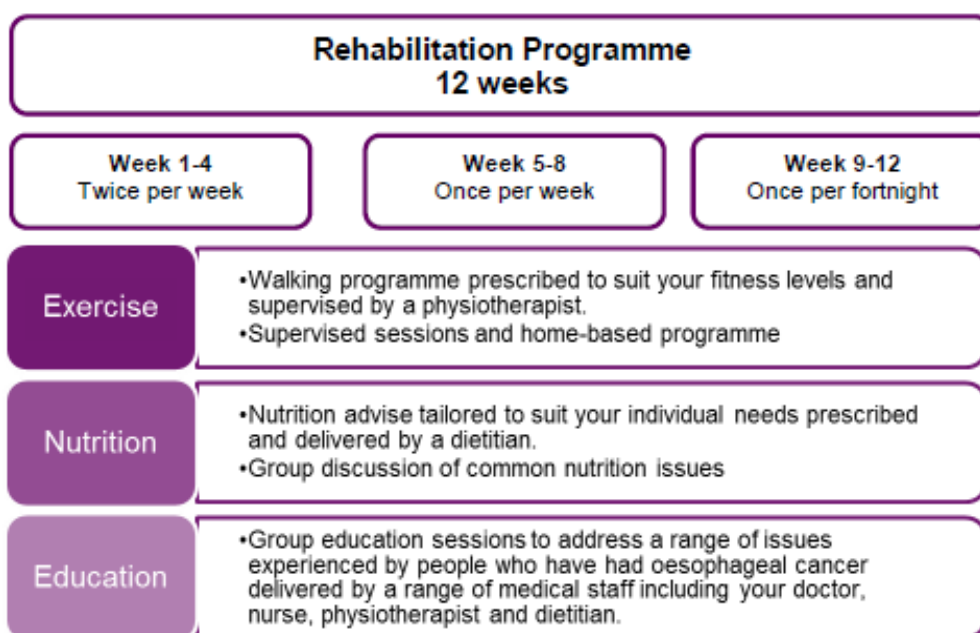 Rehabilitation Programme
12 weeks
Week 1-4
Twice per week
Week 5-8
Once per week
Week 9-12
Once per fortnight
Exercise
•Walking programme prescribed to suit your fitness levels and
supervised by a physiotherapist.
•Supervised sessions and home-based programme
Nutrition
•Nutrition advise tailored to suit your individual needs prescribed
and delivered by a dietitian.
•Group discussion of common nutrition issues
Education
•Group education sessions to address a range of issues
experienced by people who have had oesophageal cancer
delivered by a range of medical staff including your doctor,
nurse, physiotherapist and dietitian.